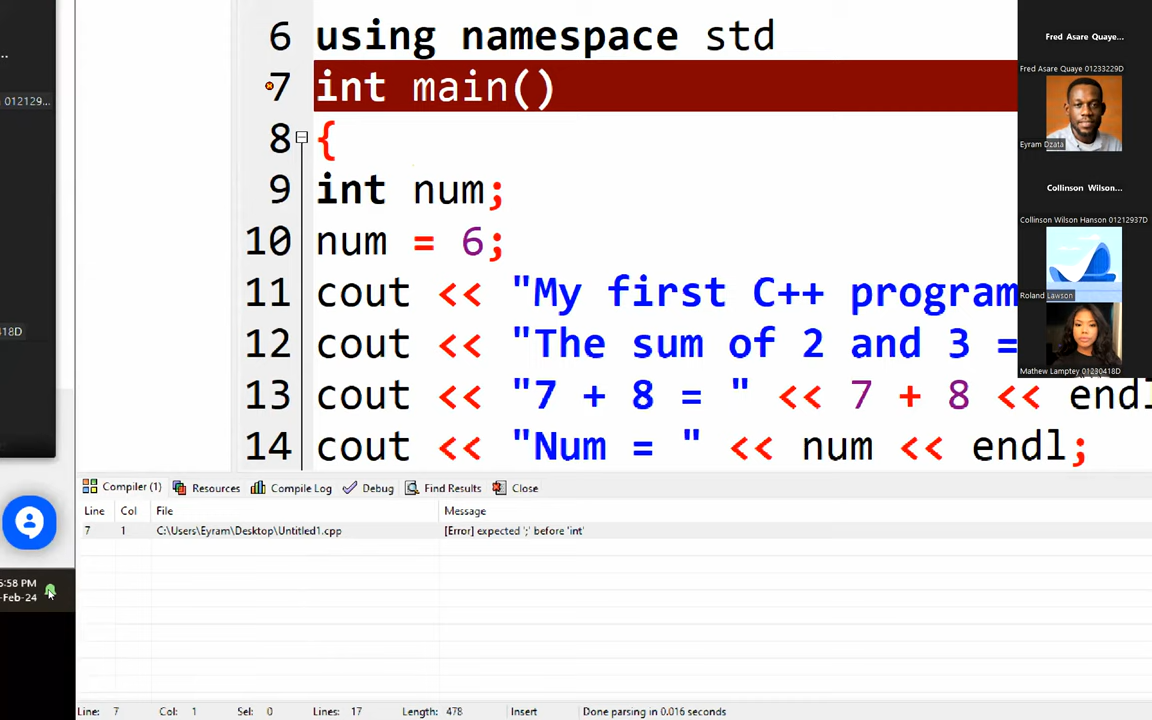 6 using namespace std
7 int main()
8 {
9 int num;
10 num = 6;
11 cout << "My first C++ program
12 cout << "The sum of 2 and 3 =
13 cout << "7 + 8 = " << 7 + 8 << endl
14 cout << "Num = " << num << endl;
...
012129...
418D
5:58 PM
-Feb-24
Fred Asare Quaye...
Fred Asare Quaye 01233229D
Eyram Dzata
Collinson Wilson...
Collinson Wilson Hanson 01212937D
Roland Lawson
Mathew Lamptey 01230418D
Compiler (1) Resources Compile Log Debug Find Results Close
Line Col File Message
7 1 C:\Users\Eyram\Desktop\Untitled1.cpp [Error] expected ';' before 'int'
Line: 7 Col: 1 Sel: 0 Lines: 17 Length: 478 Insert Done parsing in 0.016 seconds